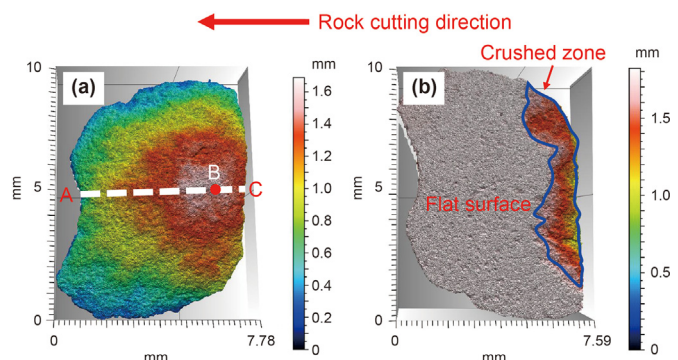 Rock cutting direction
Crushed zone
mm
mm
10
(a)
A
B
C
5
0
0
7.78
mm
mm
1.6
1.4
1.2
1.0
0.8
0.6
0.4
0.2
0
10
(b)
Flat surface
5
0
0
7.59
mm
mm
1.5
1.0
0.5
0